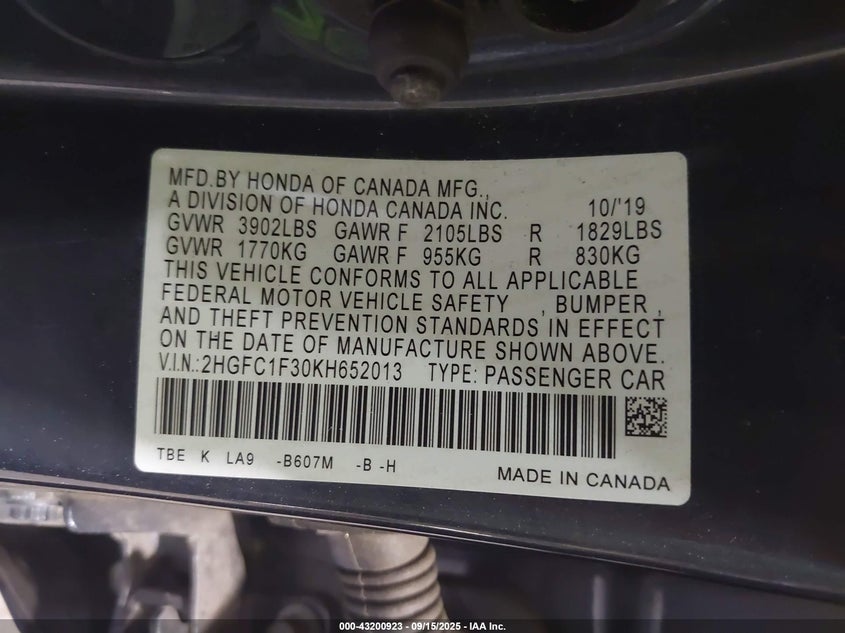 MFD.BY HONDA OF CANADA MFG.,
A DIVISION OF HONDA CANADA INC. 10/'19
GVWR 3902LBS GAWR F 2105LBS R 1829LBS
GVWR 1770KG GAWR F 955KG R 830KG
THIS VEHICLE CONFORMS TO ALL APPLICABLE
FEDERAL MOTOR VEHICLE SAFETY , BUMPER ,
AND THEFT PREVENTION STANDARDS IN EFFECT
ON THE DATE OF MANUFACTURE SHOWN ABOVE.
V.I.N.:2HGFC1F30KH652013 TYPE: PASSENGER CAR
TBE K LA9 -B607M -B -H
MADE IN CANADA
000-43200923 - 09/15/2025 - IAA Inc.